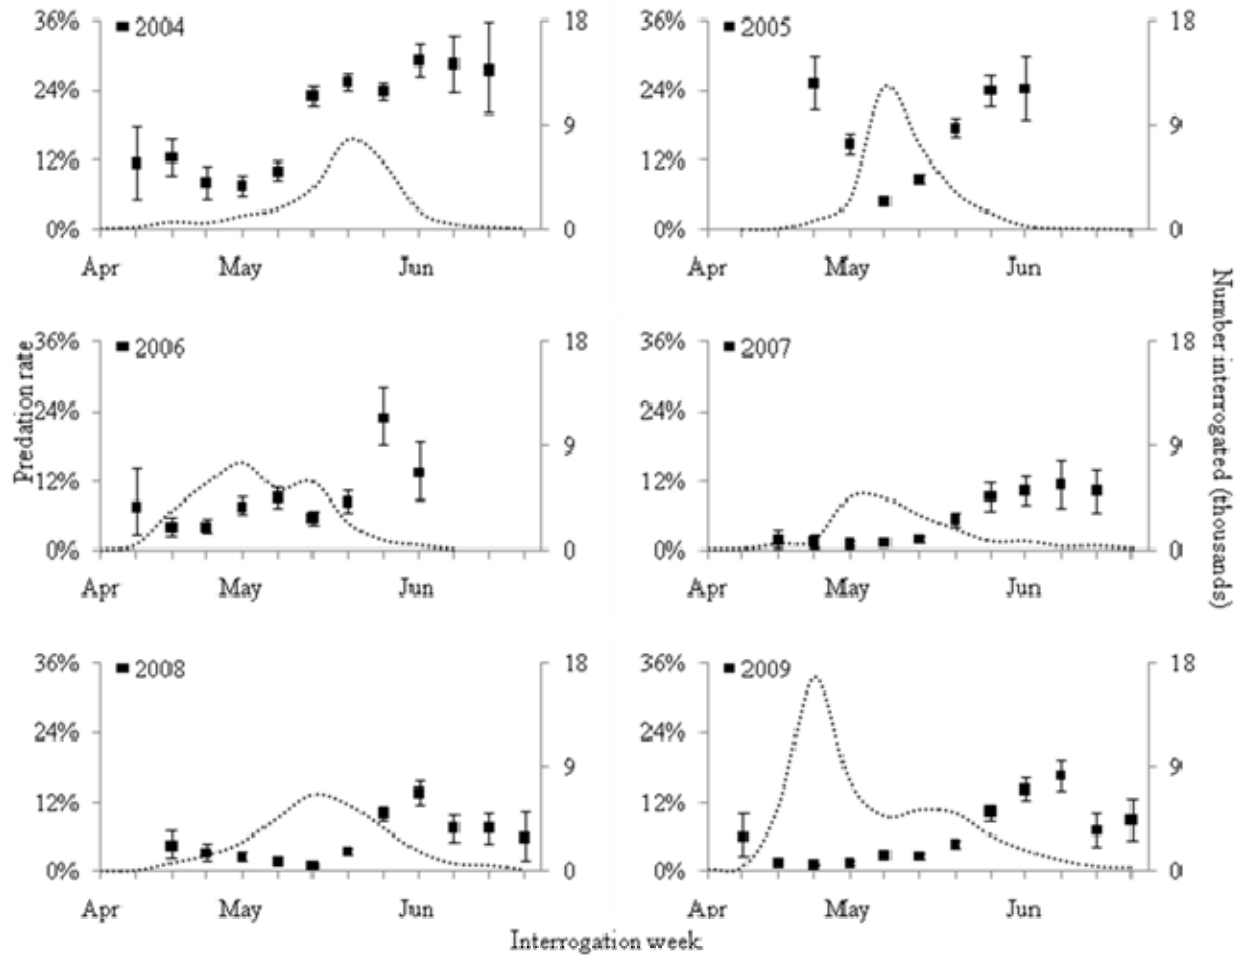 36% 2004 18
24%
9
12%
0% 0
Apr May Jun
36% 2005 18
24%
9
12%
0% 0
Apr May Jun
36% 2006 18
24%
9
12%
0% 0
Apr May Jun
36% 2007 18
24%
9
12%
0% 0
Apr May Jun
36% 2008 18
24%
9
12%
0% 0
Apr May Jun
36% 2009 18
24%
9
12%
0% 0
Apr May Jun
Predation rate
Number interrogated (thousands)
Interrogation week